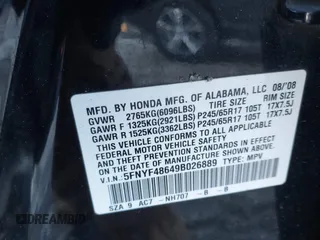 MFD. BY HONDA MFG. OF ALABAMA, LLC 08/'08
GVWR 2765KG(6096LBS) TIRE SIZE RIM SIZE
GAWR F 1325KG(2921LBS)P245/65R17 105T 17X7.5J
GAWR R 1525KG(3362LBS)P245/65R17 105T 17X7.5J
THIS VEHICLE CONFORMS TO ALL APPLICABLE
FEDERAL MOTOR VEHICLE SAFETY AND THEFT
PREVENTION STANDARDS IN EFFECT ON THE
DATE OF MANUFACTURE SHOWN ABOVE.
V.I.N.: 5FNYF48649B026889 TYPE: MPV
SZA 9 AC7 NH707 - B - B
DREAMBID